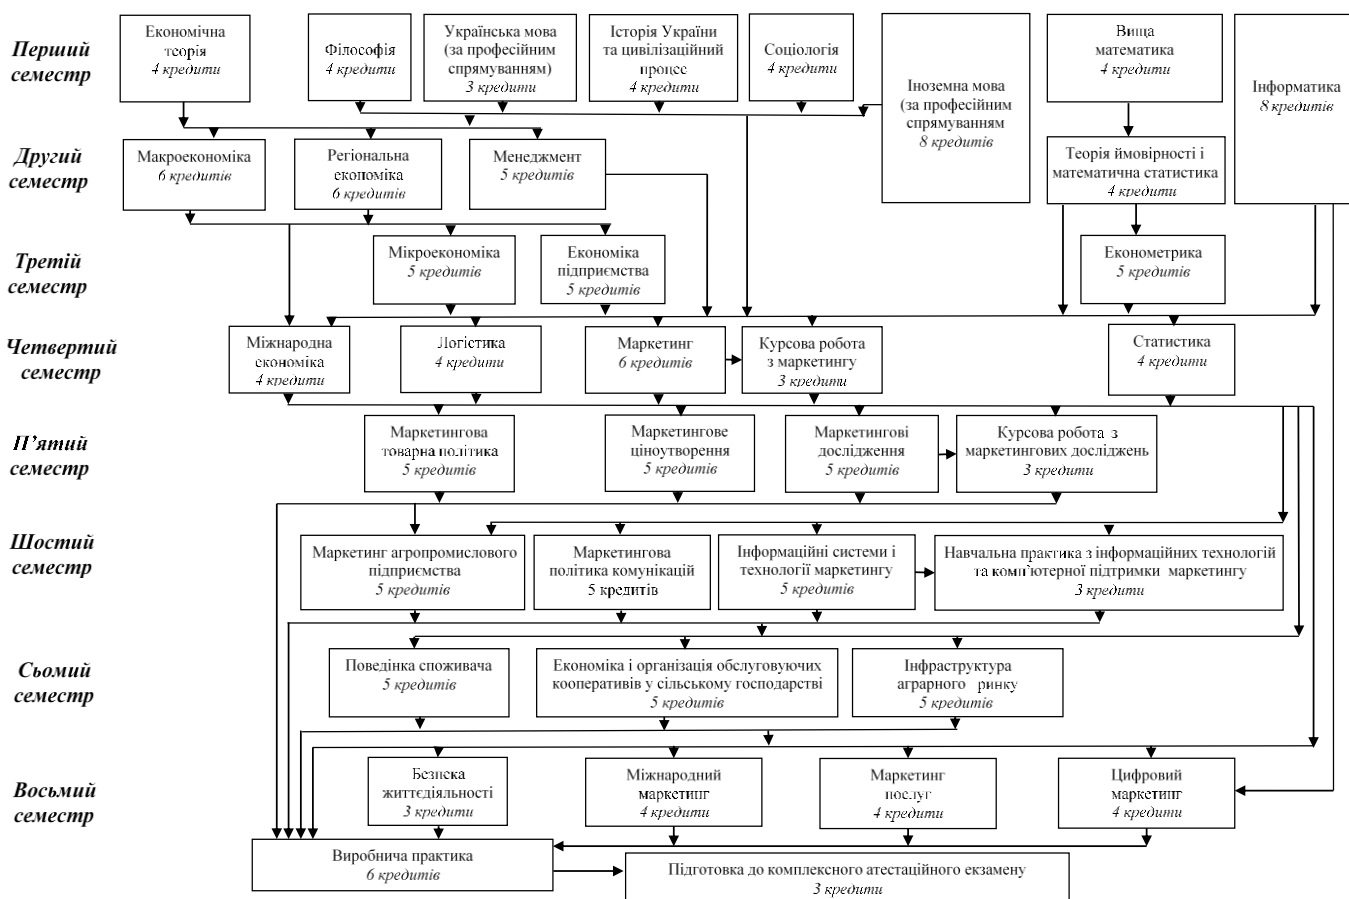 Перший
семестр
Економічна
теорія
4 кредити
Філософія
4 кредити
Українська мова
(за професійним
спрямуванням)
3 кредити
Історія України
та цивілізаційний
процес
4 кредити
Соціологія
4 кредити
Іноземна мова
(за професійним
спрямуванням
8 кредитів
Вища
математика
4 кредити
Інформатика
8 кредитів
Другий
семестр
Макроекономіка
6 кредитів
Регіональна
економіка
6 кредитів
Менеджмент
5 кредитів
Теорія ймовірності і
математична статистика
4 кредити
Третій
семестр
Мікроекономіка
5 кредитів
Економіка
підприємства
5 кредитів
Економетрика
5 кредитів
Четвертий
семестр
Міжнародна
економіка
4 кредити
Логістика
4 кредити
Маркетинг
6 кредитів
Курсова робота
з маркетингу
3 кредити
Статистика
4 кредити
П’ятий
семестр
Маркетингова
товарна політика
5 кредитів
Маркетингове
ціноутворення
5 кредитів
Маркетингові
дослідження
5 кредитів
Курсова робота з
маркетингових досліджень
3 кредити
Шостий
семестр
Маркетинг агропромислового
підприємства
5 кредитів
Маркетингова
політика комунікацій
5 кредитів
Інформаційні системи і
технології маркетингу
5 кредитів
Навчальна практика з інформаційних технологій
та комп’ютерної підтримки маркетингу
3 кредити
Сьомий
семестр
Поведінка споживача
5 кредитів
Економіка і організація обслуговуючих
кооперативів у сільському господарстві
5 кредитів
Інфраструктура
аграрного ринку
5 кредитів
Восьмий
семестр
Безпека
життєдіяльності
3 кредити
Міжнародний
маркетинг
4 кредити
Маркетинг
послуг
4 кредити
Цифровий
маркетинг
4 кредити
Виробнича практика
6 кредитів
Підготовка до комплексного атестаційного екзамену
3 кредити